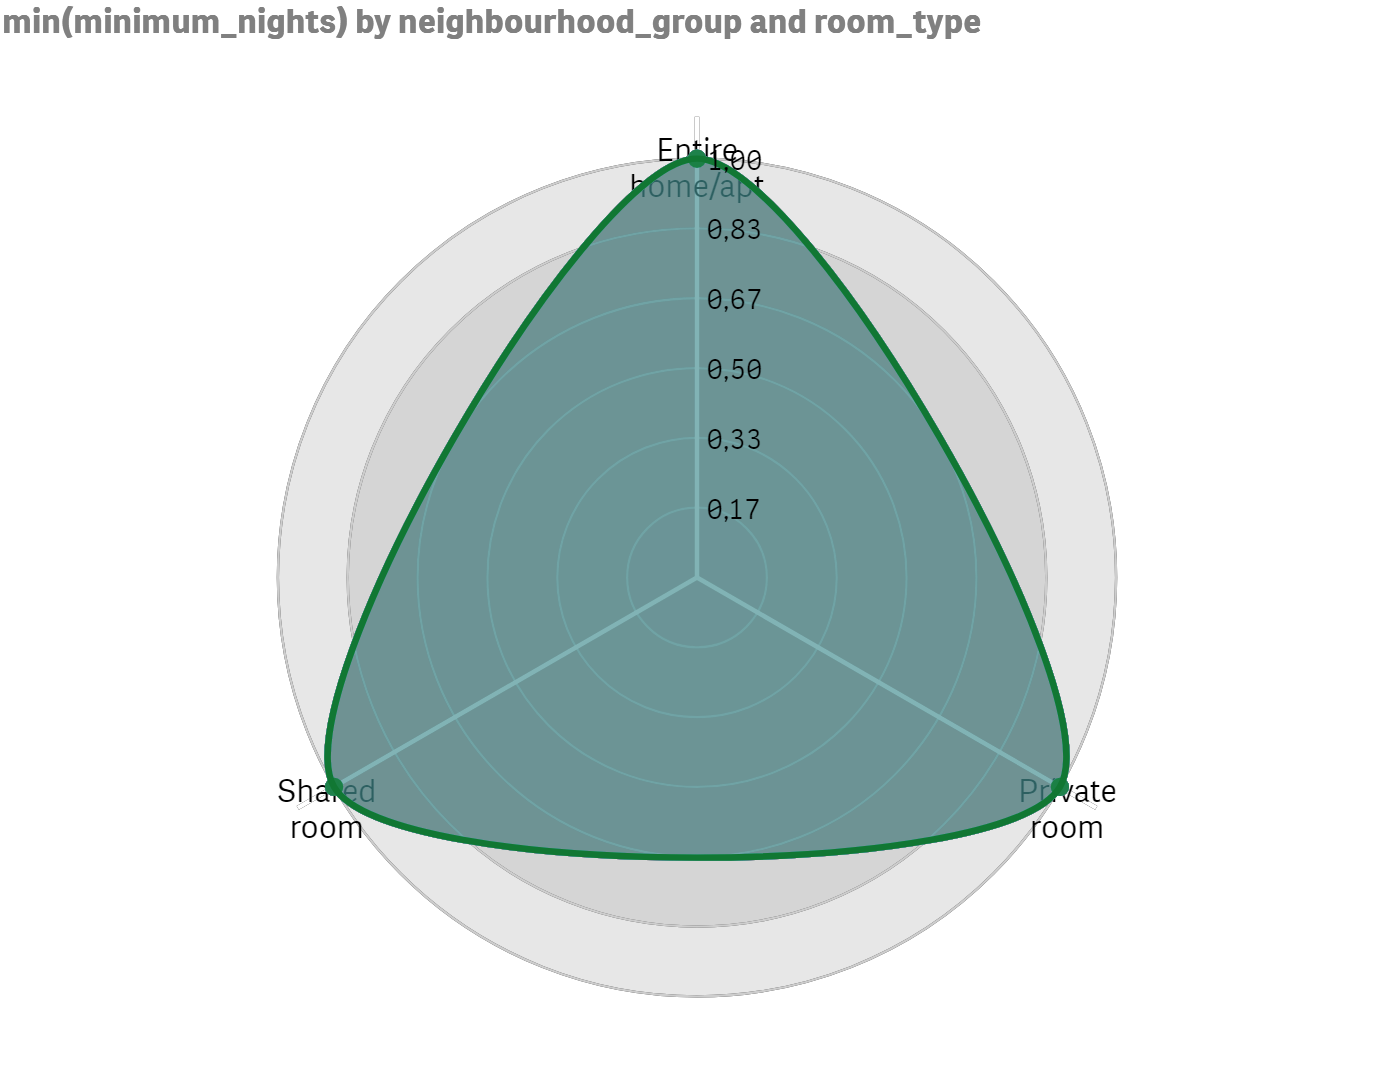 min(minimum_nights) by neighbourhood_group and room_type
Entire
home/apt
1,00
0,83
0,67
0,50
0,33
0,17
Shared
room
Private
room